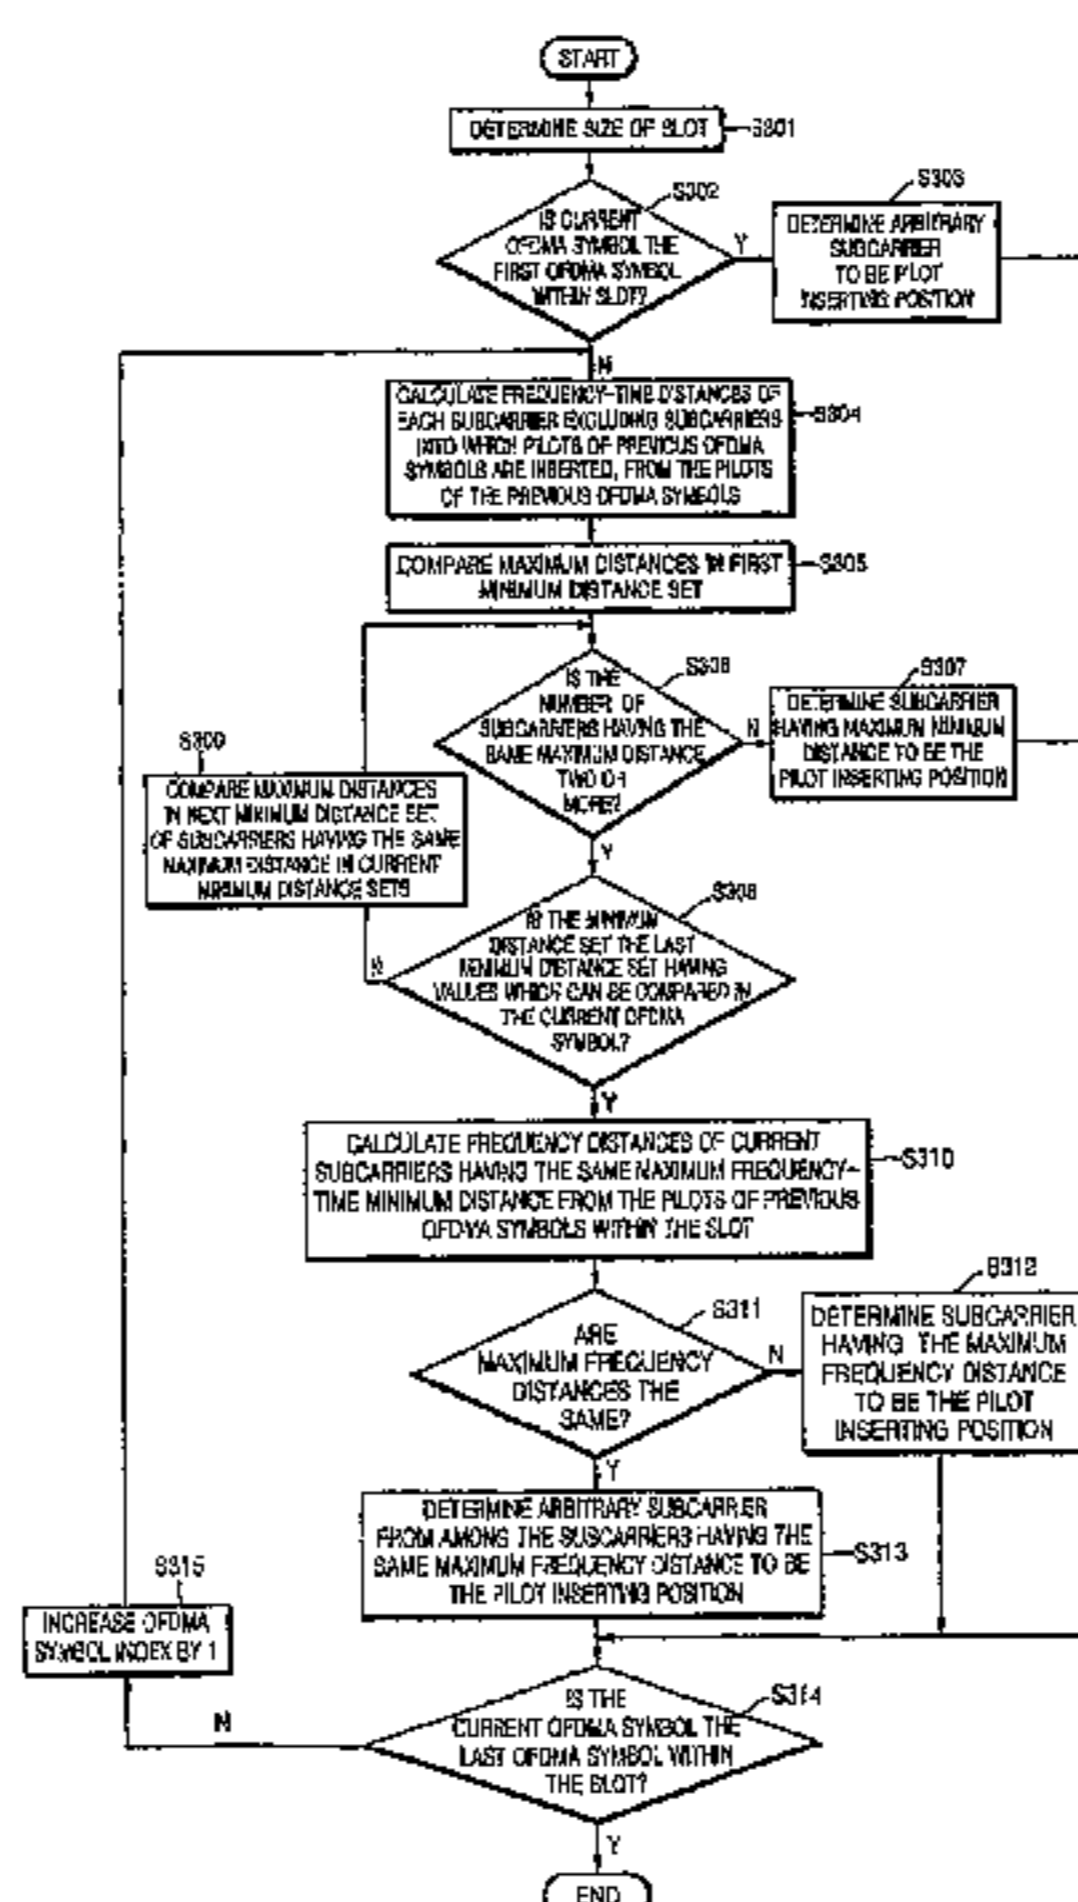 START
DETERMINE SIZE OF SLOT
S301
S302
IS CURRENT
OFDMA SYMBOL THE
FIRST OFDMA SYMBOL
WITHIN SLOT?
Y
S303
DETERMINE ARBITRARY
SUBCARRIER
TO BE PILOT
INSERTING POSITION
N
CALCULATE FREQUENCY-TIME DISTANCES OF
EACH SUBCARRIER EXCLUDING SUBCARRIERS
INTO WHICH PILOTS OF PREVIOUS OFDMA
SYMBOLS ARE INSERTED, FROM THE PILOTS
OF THE PREVIOUS OFDMA SYMBOLS
S304
COMPARE MAXIMUM DISTANCES IN FIRST
MINIMUM DISTANCE SET
S305
S306
IS THE
NUMBER OF
SUBCARRIERS HAVING THE
SAME MAXIMUM DISTANCE
TWO OR
MORE?
N
S307
DETERMINE SUBCARRIER
HAVING MAXIMUM MINIMUM
DISTANCE TO BE THE
PILOT INSERTING POSITION
Y
S309
COMPARE MAXIMUM DISTANCES
IN NEXT MINIMUM DISTANCE SET
OF SUBCARRIERS HAVING THE SAME
MAXIMUM DISTANCE IN CURRENT
MINIMUM DISTANCE SETS
S308
IS THE MINIMUM
DISTANCE SET THE LAST
MINIMUM DISTANCE SET HAVING
VALUES WHICH CAN BE COMPARED IN
THE CURRENT OFDMA
SYMBOL?
N
Y
CALCULATE FREQUENCY DISTANCES OF CURRENT
SUBCARRIERS HAVING THE SAME MAXIMUM FREQUENCY-
TIME MINIMUM DISTANCE FROM THE PILOTS OF PREVIOUS
OFDMA SYMBOLS WITHIN THE SLOT
S310
S311
ARE
MAXIMUM FREQUENCY
DISTANCES THE
SAME?
N
S312
DETERMINE SUBCARRIER
HAVING THE MAXIMUM
FREQUENCY DISTANCE
TO BE THE PILOT
INSERTING POSITION
Y
DETERMINE ARBITRARY SUBCARRIER
FROM AMONG THE SUBCARRIERS HAVING THE
SAME MAXIMUM FREQUENCY DISTANCE TO BE
THE PILOT INSERTING POSITION
S313
S315
INCREASE OFDMA
SYMBOL INDEX BY 1
S314
IS THE
CURRENT OFDMA SYMBOL THE
LAST OFDMA SYMBOL WITHIN
THE SLOT?
N
Y
END